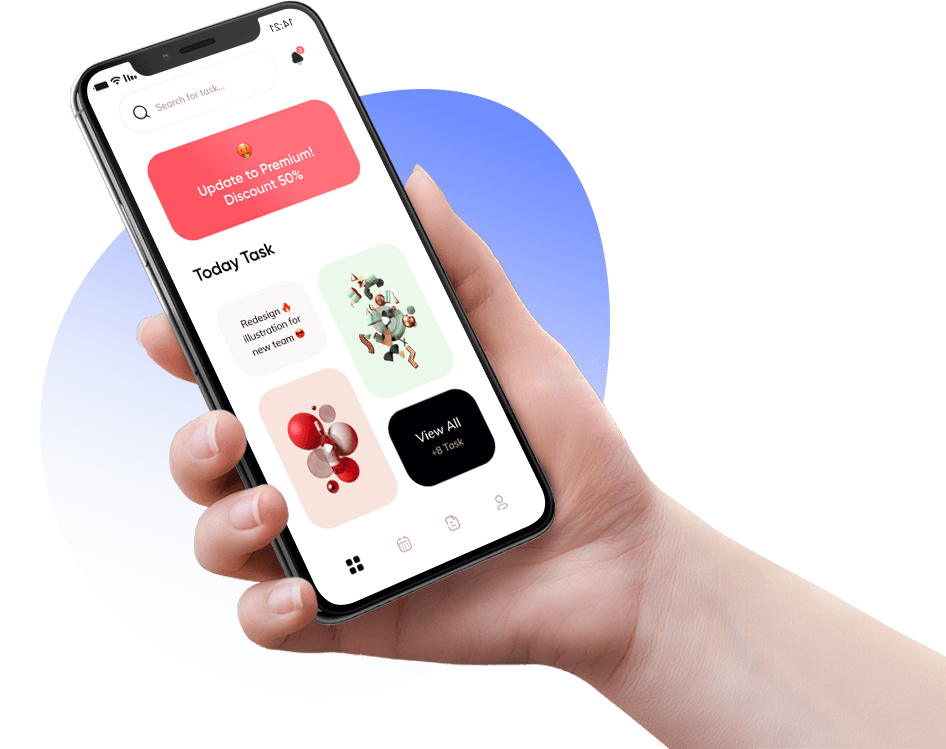 14:21
Search for task...
Update to Premium!
Discount 50%
Today Task
Redesign 🔥
illustration for
new team 😍
View All
+8 Task